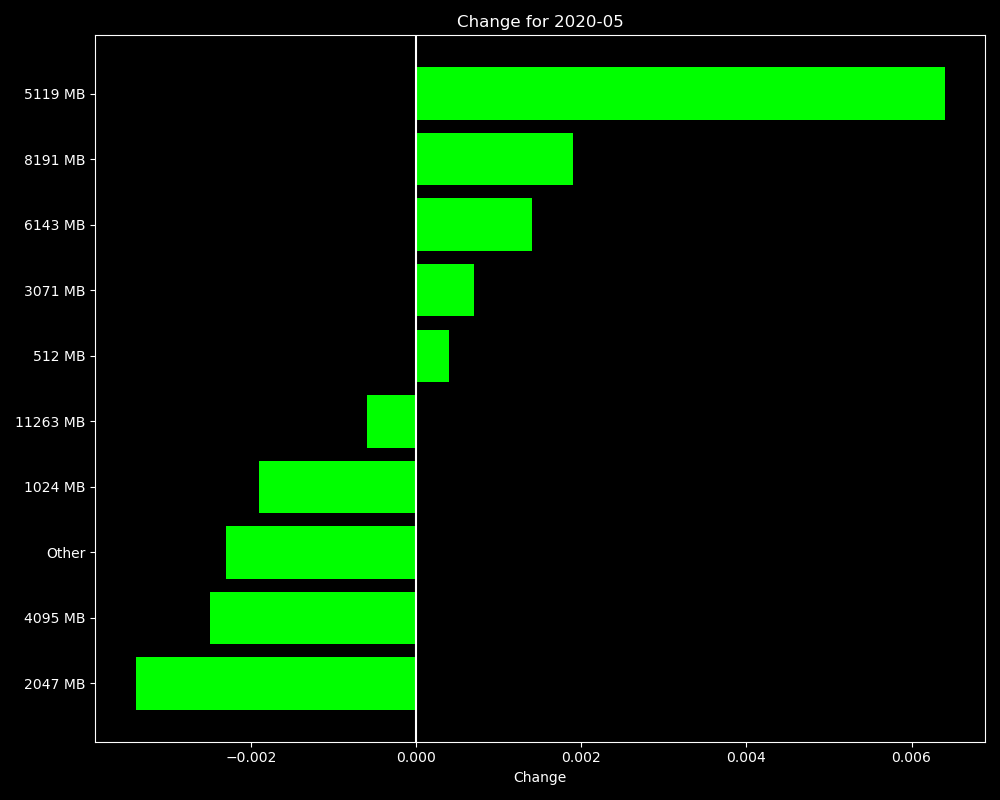 Change for 2020-05
5119 MB
8191 MB
6143 MB
3071 MB
512 MB
11263 MB
1024 MB
Other
4095 MB
2047 MB
−0.002 0.000 0.002 0.004 0.006
Change